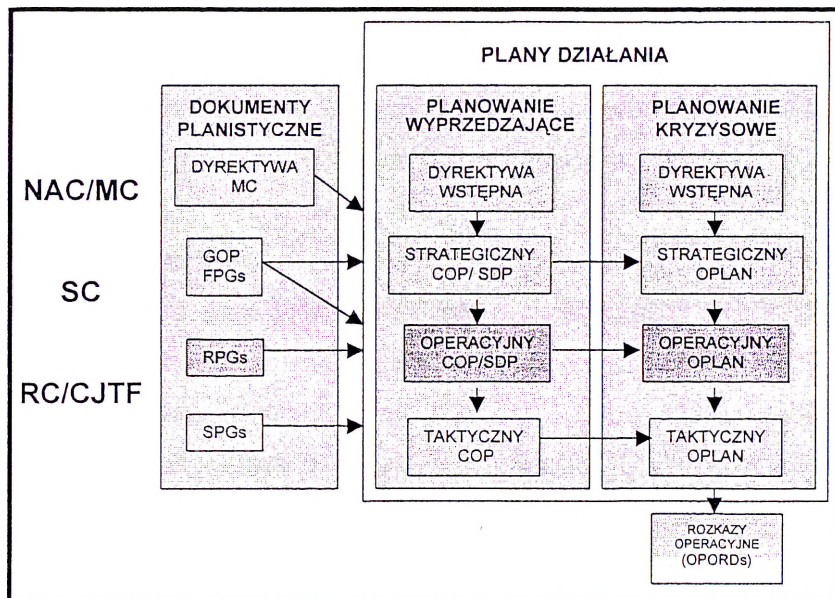 PLANY DZIAŁANIA
DOKUMENTY
PLANISTYCZNE
PLANOWANIE
WYPRZEDZAJĄCE
PLANOWANIE
KRYZYSOWE
NAC/MC
DYREKTYWA
MC
DYREKTYWA
WSTĘPNA
DYREKTYWA
WSTĘPNA
SC
GOP
FPGs
STRATEGICZNY
COP/ SDP
STRATEGICZNY
OPLAN
RPGs
OPERACYJNY
COP/SDP
OPERACYJNY
OPLAN
RC/CJTF
SPGs
TAKTYCZNY
COP
TAKTYCZNY
OPLAN
ROZKAZY
OPERACYJNE
(OPORDs)